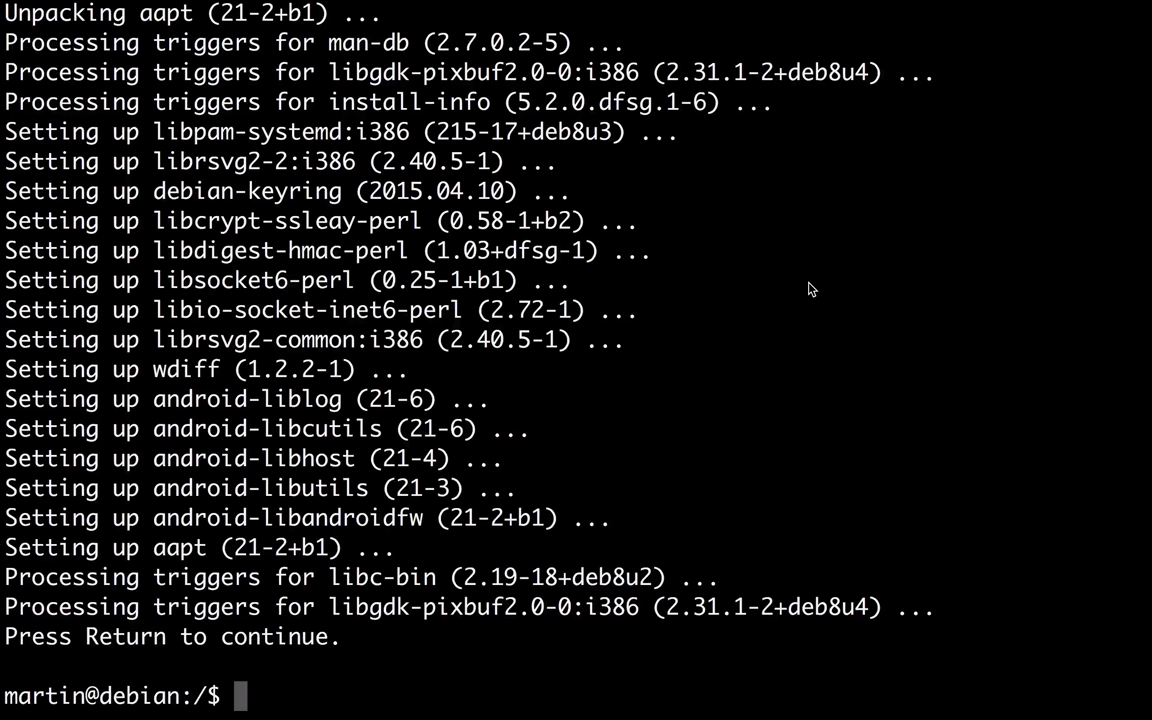 Unpacking aapt (21-2+b1) ...
Processing triggers for man-db (2.7.0.2-5) ...
Processing triggers for libgdk-pixbuf2.0-0:i386 (2.31.1-2+deb8u4) ...
Processing triggers for install-info (5.2.0.dfsg.1-6) ...
Setting up libpam-systemd:i386 (215-17+deb8u3) ...
Setting up librsvg2-2:i386 (2.40.5-1) ...
Setting up debian-keyring (2015.04.10) ...
Setting up libcrypt-ssleay-perl (0.58-1+b2) ...
Setting up libdigest-hmac-perl (1.03+dfsg-1) ...
Setting up libsocket6-perl (0.25-1+b1) ...
Setting up libio-socket-inet6-perl (2.72-1) ...
Setting up librsvg2-common:i386 (2.40.5-1) ...
Setting up wdiff (1.2.2-1) ...
Setting up android-liblog (21-6) ...
Setting up android-libcutils (21-6) ...
Setting up android-libhost (21-4) ...
Setting up android-libutils (21-3) ...
Setting up android-libandroidfw (21-2+b1) ...
Setting up aapt (21-2+b1) ...
Processing triggers for libc-bin (2.19-18+deb8u2) ...
Processing triggers for libgdk-pixbuf2.0-0:i386 (2.31.1-2+deb8u4) ...
Press Return to continue.
martin@debian:/$